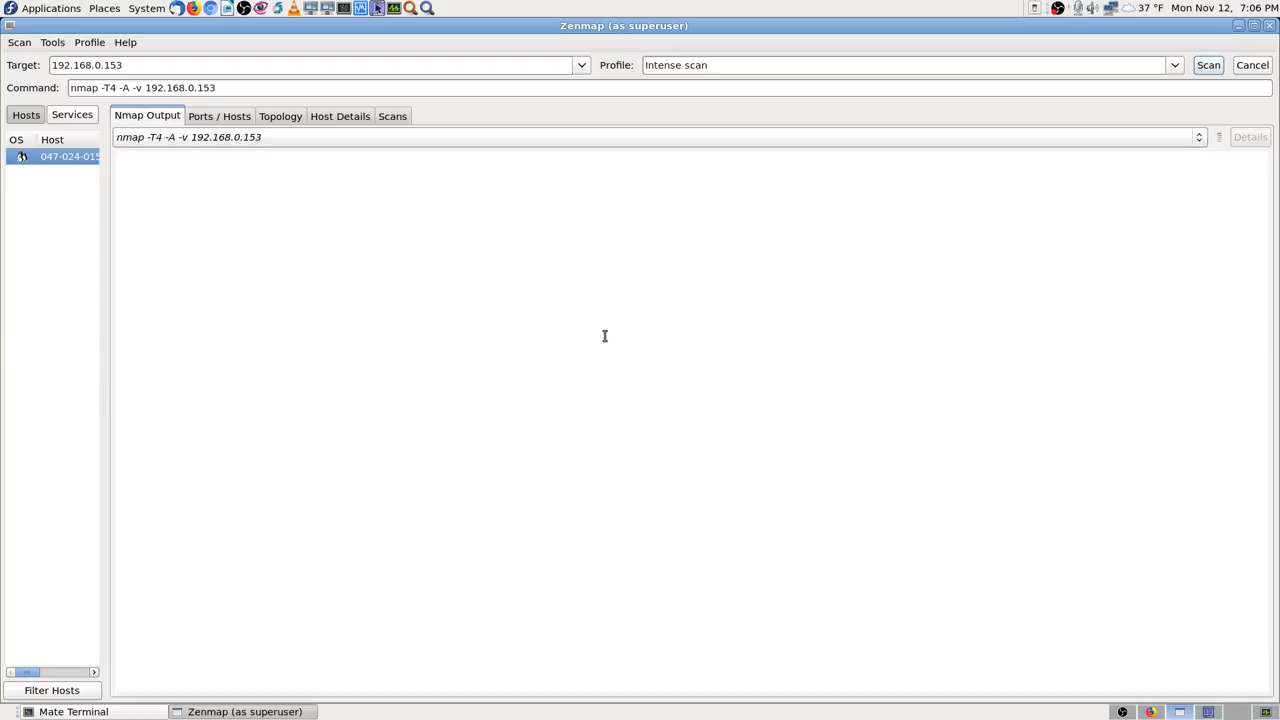 Applications Places System 37 °F Mon Nov 12, 7:06 PM
Zenmap (as superuser)
Scan Tools Profile Help
Target: 192.168.0.153 Profile: Intense scan Scan Cancel
Command: nmap -T4 -A -v 192.168.0.153
Hosts Services Nmap Output Ports / Hosts Topology Host Details Scans
OS Host nmap -T4 -A -v 192.168.0.153 Details
047-024-015
Filter Hosts
Mate Terminal Zenmap (as superuser)